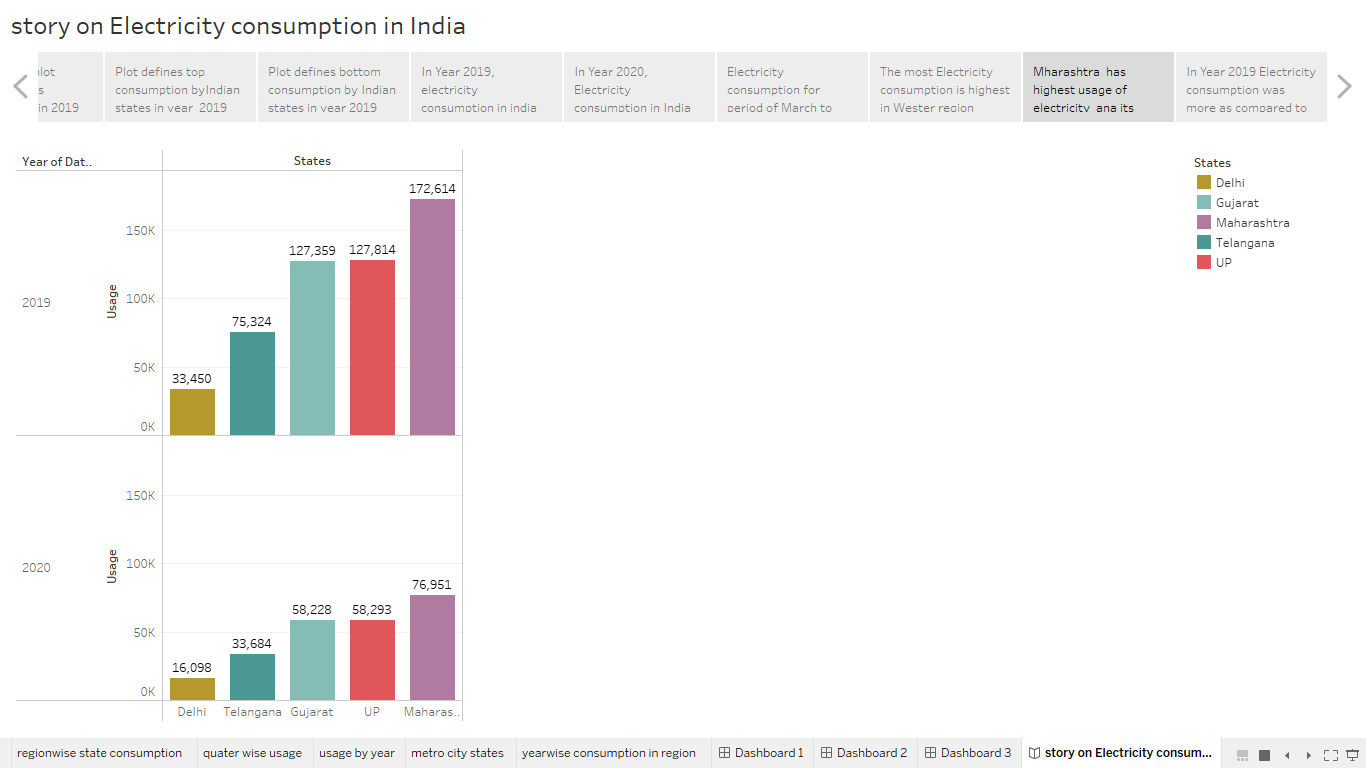 story on Electricity consumption in India
plot
s
in 2019
Plot defines top
consumption byIndian
states in year 2019
Plot defines bottom
consumption by Indian
states in year 2019
In Year 2019,
electricity
consumption in india
In Year 2020,
Electricity
consumption in India
Electricity
consumption for
period of March to
The most Electricity
consumption is highest
in Wester region
Mharashtra has
highest usage of
electricity ana its
In Year 2019 Electricity
consumption was
more as compared to
Year of Dat..
States
2019
Usage
150K
100K
50K
0K
33,450
75,324
127,359
127,814
172,614
2020
Usage
150K
100K
50K
0K
16,098
33,684
58,228
58,293
76,951
Delhi
Telangana
Gujarat
UP
Maharas..
States
Delhi
Gujarat
Maharashtra
Telangana
UP
regionwise state consumption
quater wise usage
usage by year
metro city states
yearwise consumption in region
Dashboard 1
Dashboard 2
Dashboard 3
story on Electricity consum...